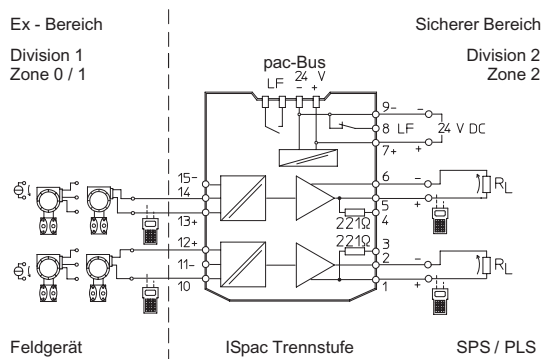 Ex - Bereich
Sicherer Bereich
Division 1
Zone 0 / 1
Division 2
Zone 2
pac-Bus
LF 24 V
- +
9-
8 LF
24 V DC
7+
-
+
15-
14
13+
6
-
5
+
4
RL
221Ω
221Ω
12+
11-
10
3
2
-
1
+
RL
Feldgerät
ISpac Trennstufe
SPS / PLS